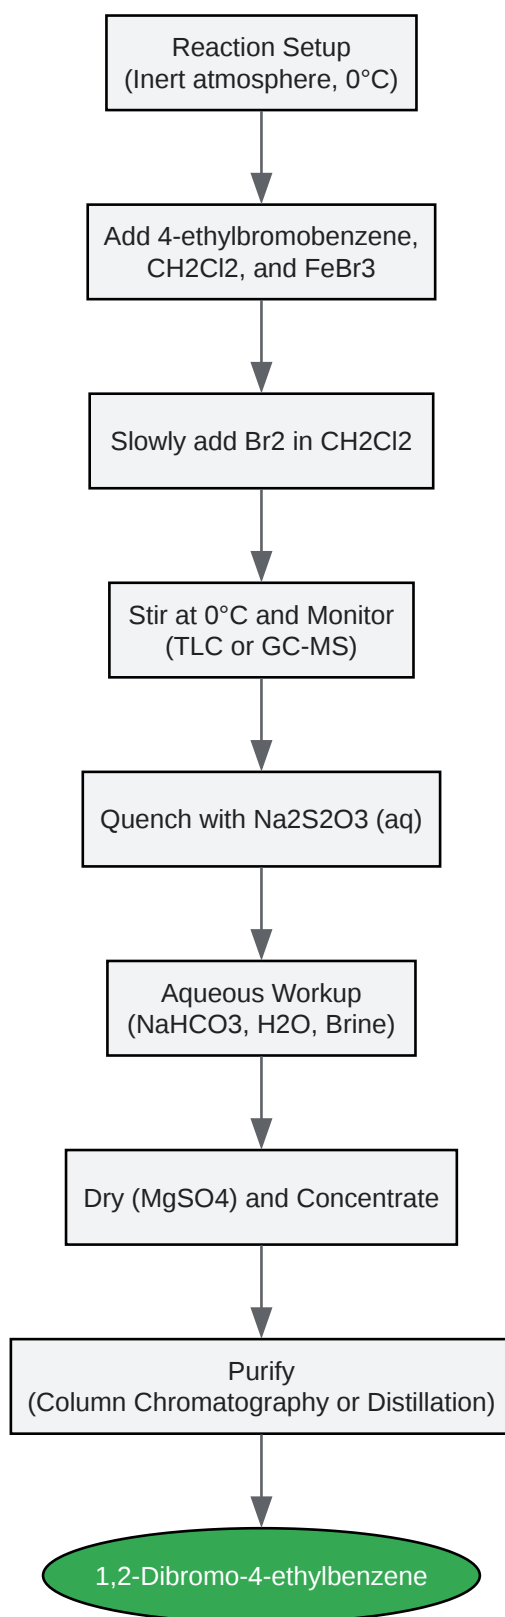 Reaction Setup
(Inert atmosphere, 0°C)
Add 4-ethylbromobenzene,
CH2Cl2, and FeBr3
Slowly add Br2 in CH2Cl2
Stir at 0°C and Monitor
(TLC or GC-MS)
Quench with Na2S2O3 (aq)
Aqueous Workup
(NaHCO3, H2O, Brine)
Dry (MgSO4) and Concentrate
Purify
(Column Chromatography or Distillation)
1,2-Dibromo-4-ethylbenzene